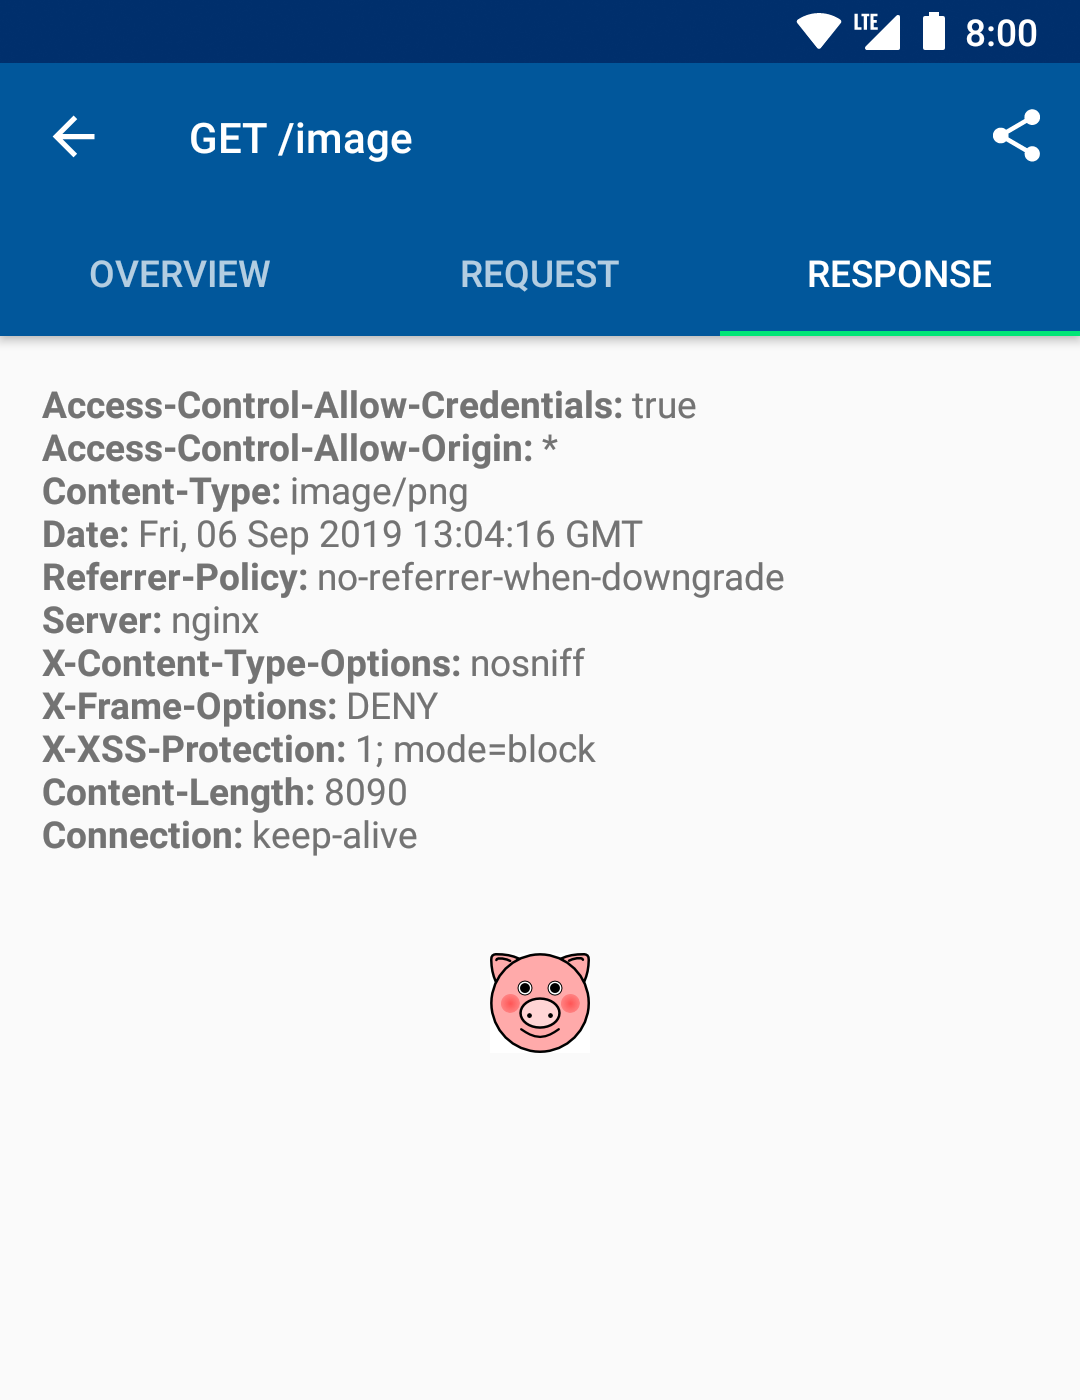 LTE 8:00
GET /image
OVERVIEW REQUEST RESPONSE
Access-Control-Allow-Credentials: true
Access-Control-Allow-Origin: *
Content-Type: image/png
Date: Fri, 06 Sep 2019 13:04:16 GMT
Referrer-Policy: no-referrer-when-downgrade
Server: nginx
X-Content-Type-Options: nosniff
X-Frame-Options: DENY
X-XSS-Protection: 1; mode=block
Content-Length: 8090
Connection: keep-alive